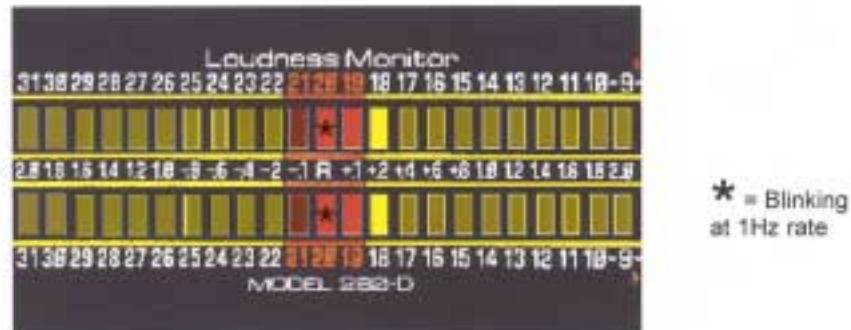 Loudness Monitor
31 30 29 28 27 26 25 24 23 22 21 20 19 18 17 16 15 14 13 12 11 10 -9-
*
2.0 1.8 1.6 1.4 1.2 1.0 -.8 -.6 -.4 -.2 -.1 R +.1 +2 +4 +6 +8 1.0 1.2 1.4 1.6 1.8 2.0
*
31 30 29 28 27 26 25 24 23 22 21 20 19 18 17 16 15 14 13 12 11 10 -9-
MODEL 282-D
* = Blinking
at 1Hz rate